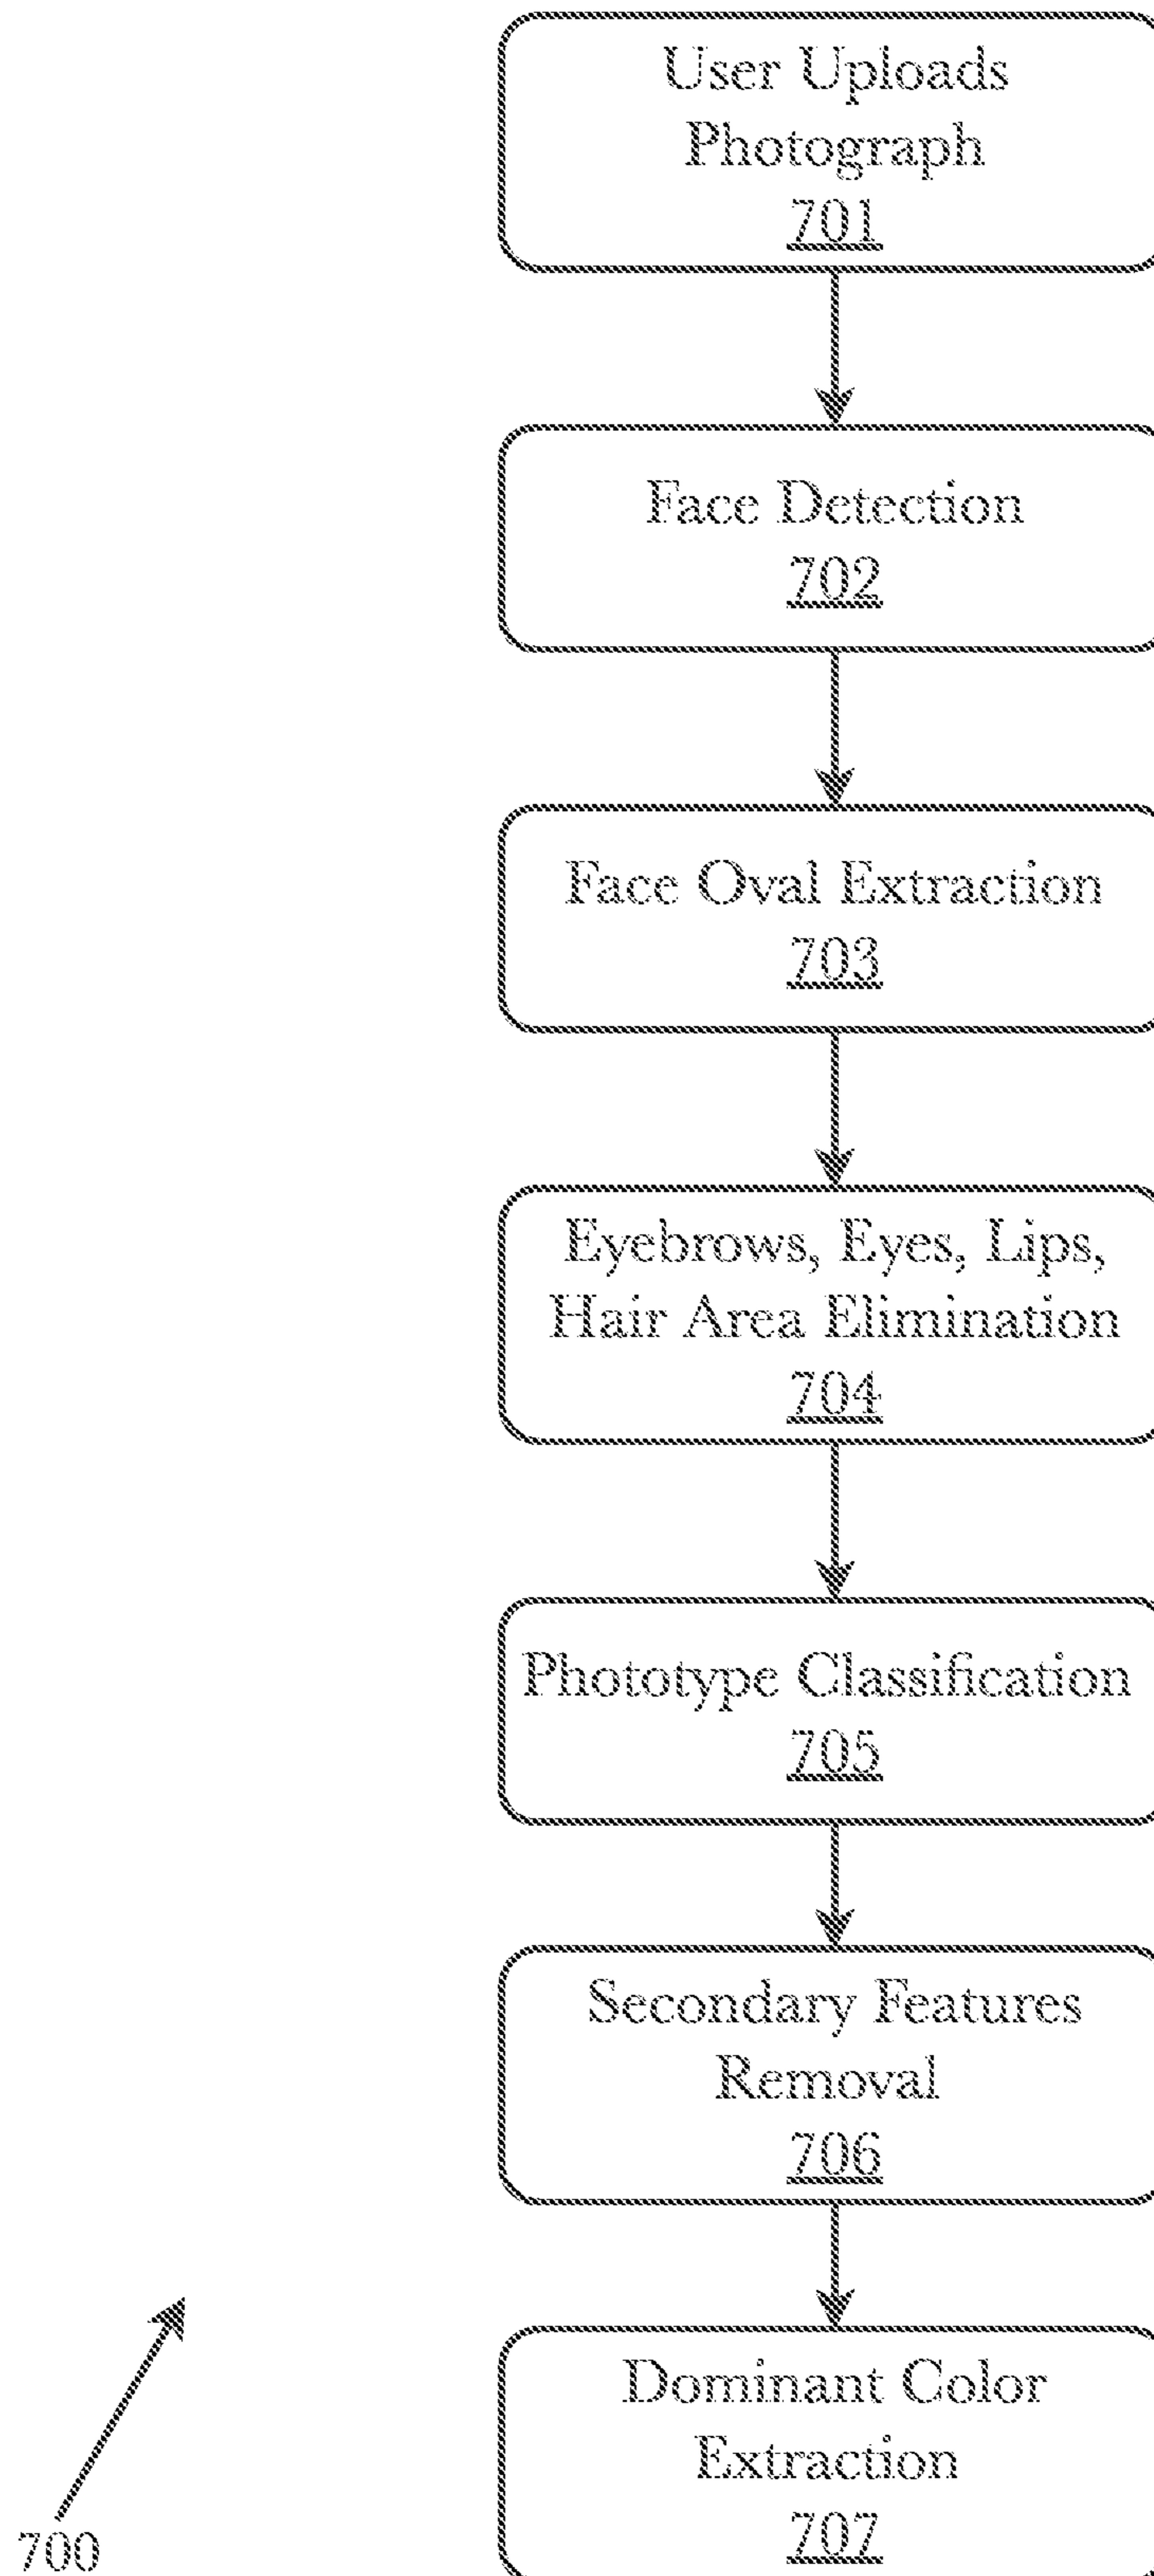 User Uploads
Photograph
701
Face Detection
702
Face Oval Extraction
703
Eyebrows, Eyes, Lips,
Hair Area Elimination
704
Phototype Classification
705
Secondary Features
Removal
706
Dominant Color
Extraction
707
700